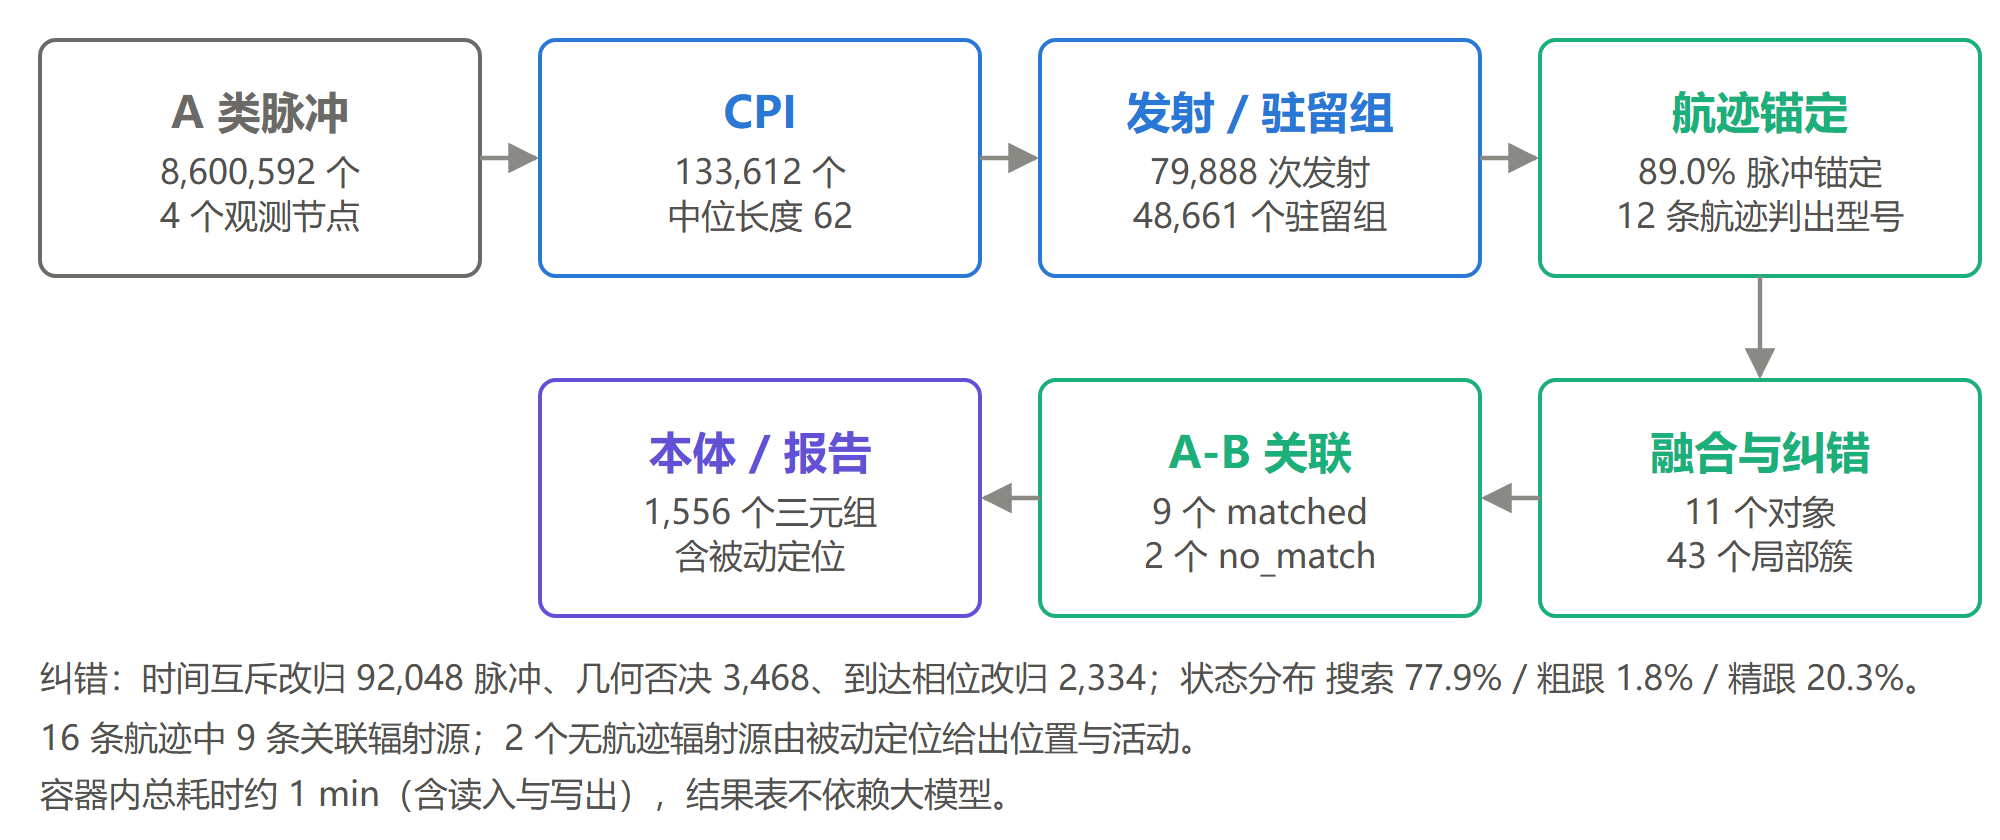 A 类脉冲
8,600,592 个
4 个观测节点
CPI
133,612 个
中位长度 62
发射 / 驻留组
79,888 次发射
48,661 个驻留组
航迹锚定
89.0% 脉冲锚定
12 条航迹判出型号
本体 / 报告
1,556 个三元组
含被动定位
A-B 关联
9 个 matched
2 个 no_match
融合与纠错
11 个对象
43 个局部簇
纠错：时间互斥改归 92,048 脉冲、几何否决 3,468、到达相位改归 2,334；状态分布 搜索 77.9% / 粗跟 1.8% / 精跟 20.3%。
16 条航迹中 9 条关联辐射源；2 个无航迹辐射源由被动定位给出位置与活动。
容器内总耗时约 1 min（含读入与写出），结果表不依赖大模型。